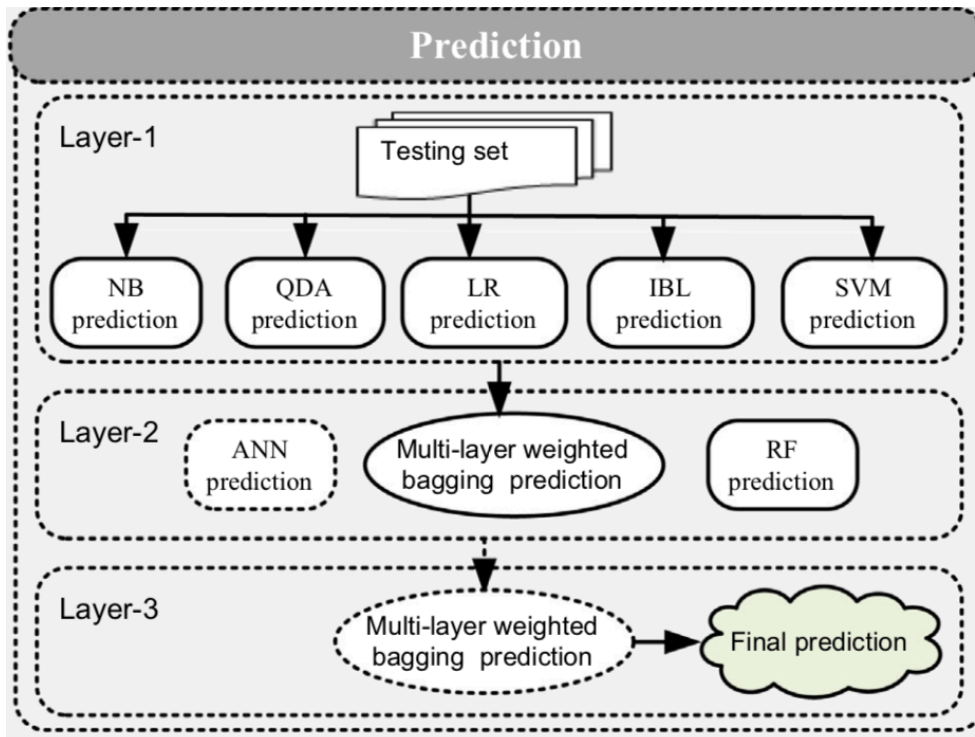 Prediction
Layer-1
Testing set
NB
prediction
QDA
prediction
LR
prediction
IBL
prediction
SVM
prediction
Layer-2
ANN
prediction
Multi-layer weighted
bagging prediction
RF
prediction
Layer-3
Multi-layer weighted
bagging prediction
Final prediction